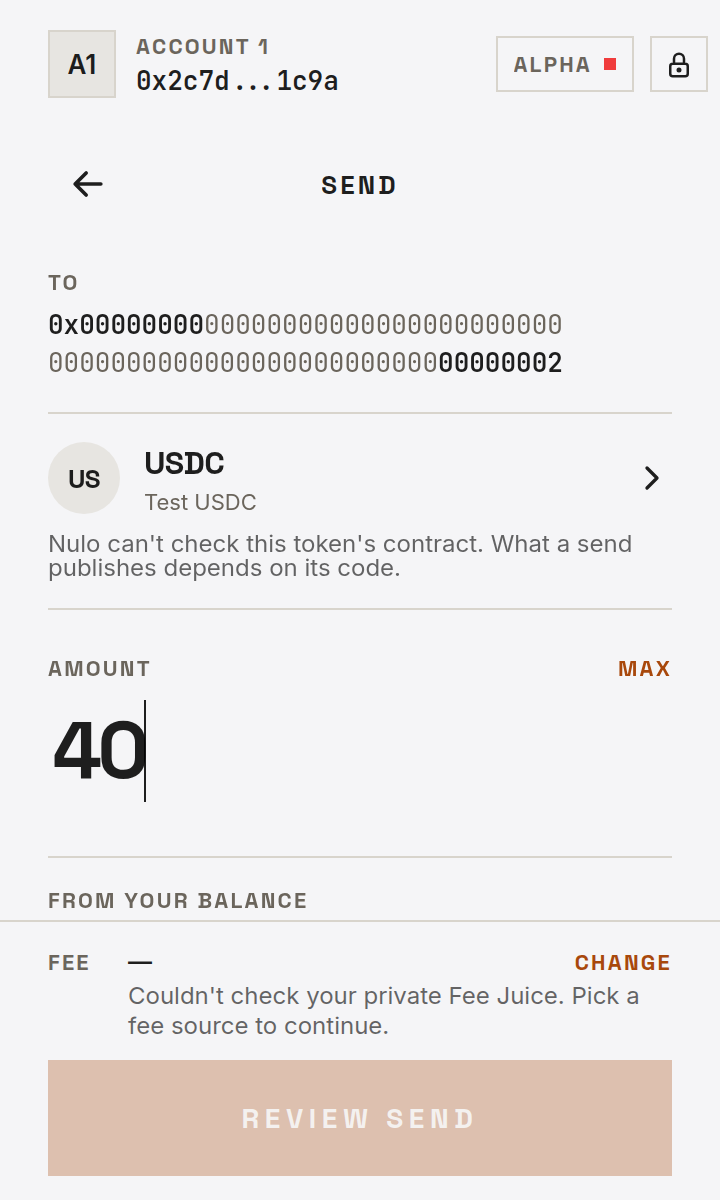 A1
ACCOUNT 1
0x2c7d...1c9a
ALPHA
SEND
TO
0x0000000000000000000000000000000
000000000000000000000000000000002
US
USDC
Test USDC
Nulo can't check this token's contract. What a send
publishes depends on its code.
AMOUNT
MAX
40
FROM YOUR BALANCE
FEE
—
CHANGE
Couldn't check your private Fee Juice. Pick a
fee source to continue.
REVIEW SEND